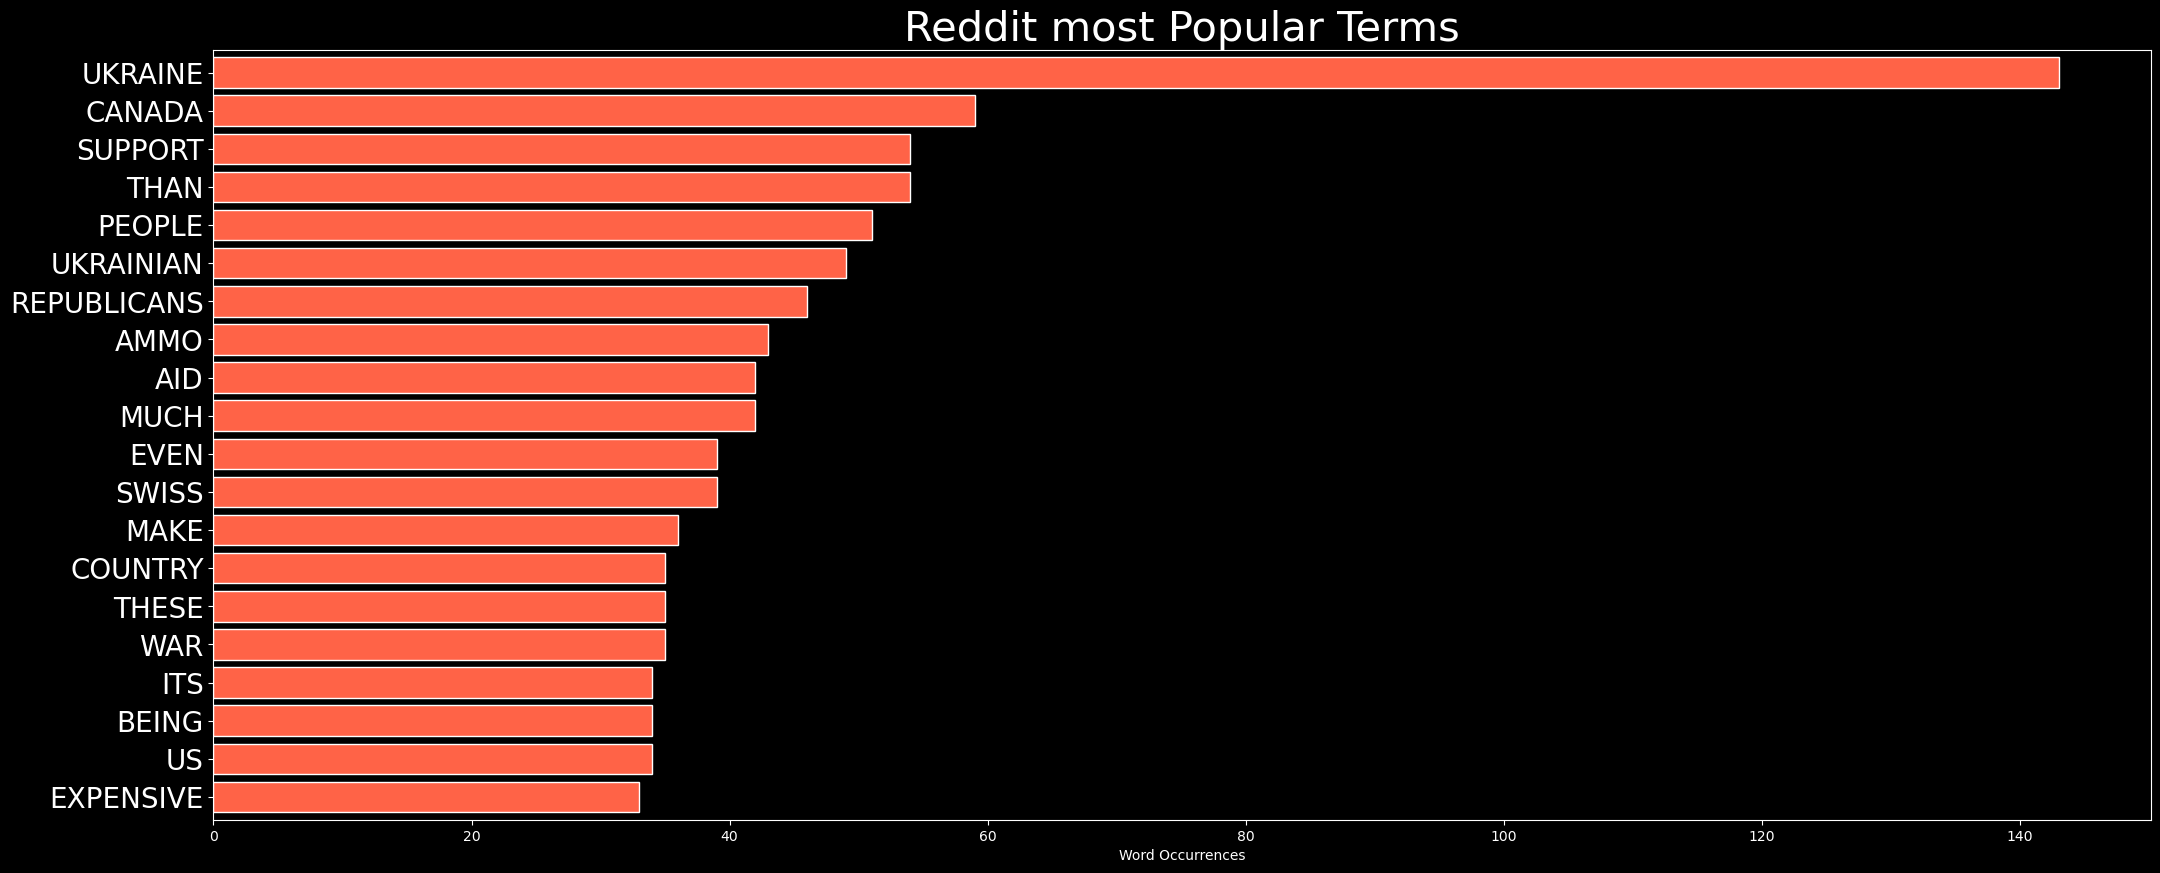 Reddit most Popular Terms
UKRAINE
CANADA
SUPPORT
THAN
PEOPLE
UKRAINIAN
REPUBLICANS
AMMO
AID
MUCH
EVEN
SWISS
MAKE
COUNTRY
THESE
WAR
ITS
BEING
US
EXPENSIVE
0 20 40 60 80 100 120 140
Word Occurrences